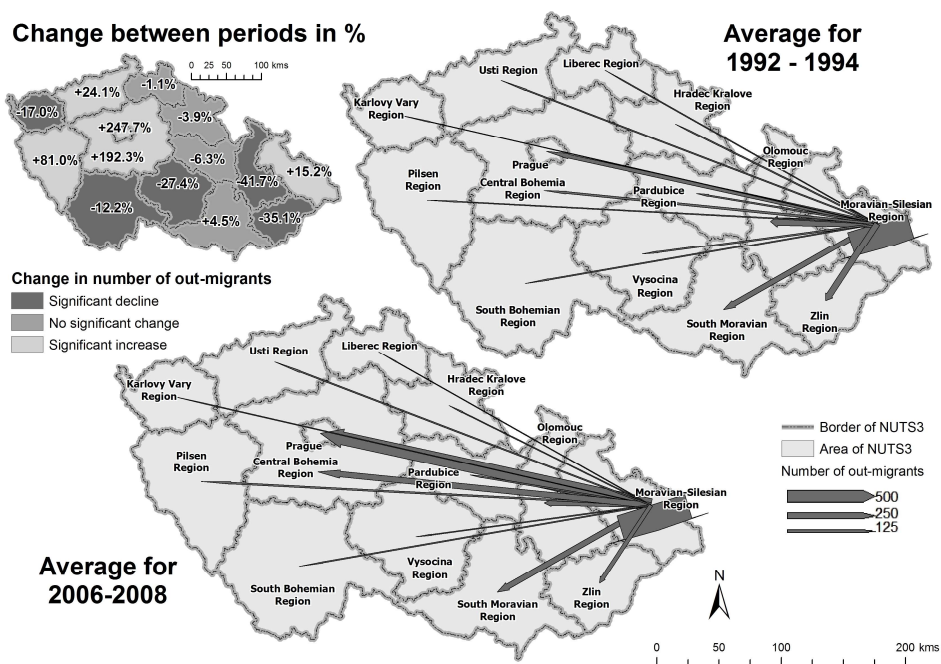 Change between periods in %
0 25 50 100 kms
-1.1%
+24.1%
-17.0%
-3.9%
+247.7%
+81.0%
+192.3%
-6.3%
+15.2%
-27.4%
-41.7%
-12.2%
+4.5%
-35.1%
Change in number of out-migrants
Significant decline
No significant change
Significant increase
Average for
1992 - 1994
Usti Region
Liberec Region
Karlovy Vary
Region
Hradec Kralove
Region
Olomouc
Region
Prague
Pilsen
Region
Central Bohemia
Region
Pardubice
Region
Moravian-Silesian
Region
Vysocina
Region
South Bohemian
Region
South Moravian
Region
Zlin
Region
Usti Region
Liberec Region
Karlovy Vary
Region
Hradec Kralove
Region
Olomouc
Region
Prague
Pilsen
Region
Central Bohemia
Region
Pardubice
Region
Moravian-Silesian
Region
Vysocina
Region
South Bohemian
Region
South Moravian
Region
Zlin
Region
Average for
2006-2008
Border of NUTS3
Area of NUTS3
Number of out-migrants
500
250
125
N
0 50 100 200 kms